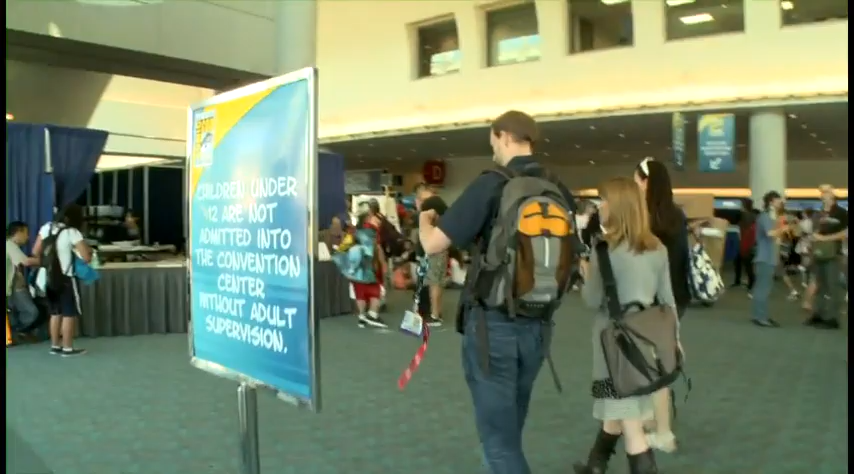 CHILDREN UNDER
12 ARE NOT
ADMITTED INTO
THE CONVENTION
CENTER
WITHOUT ADULT
SUPERVISION.
D